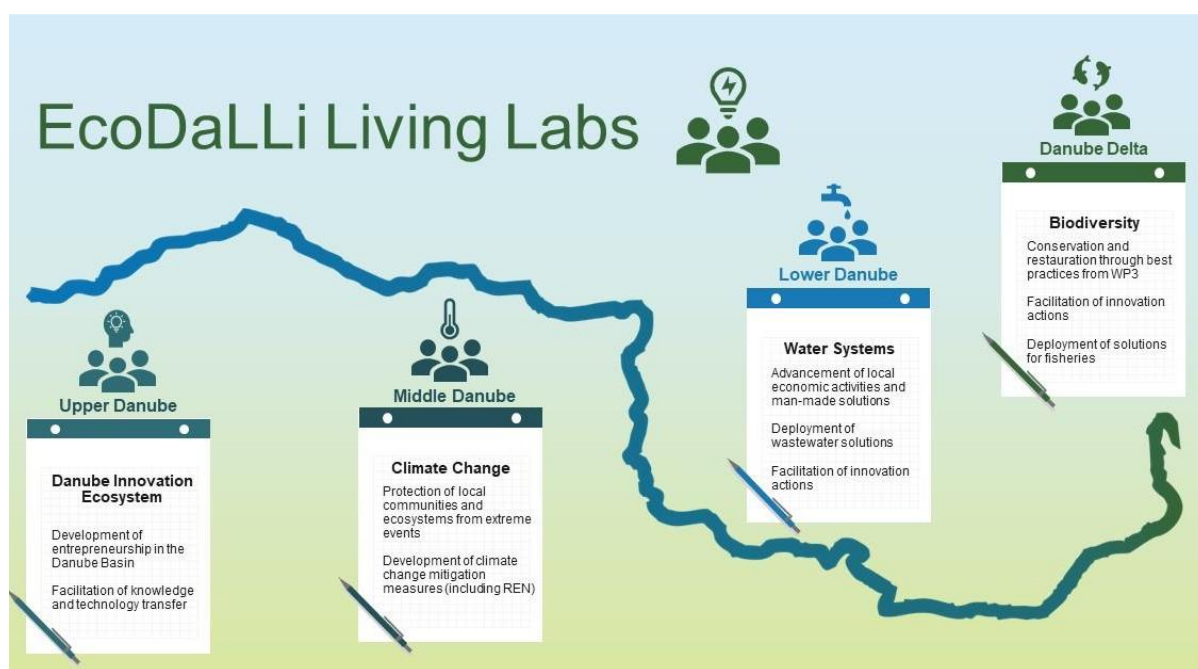 EcoDaLLi Living Labs
Upper Danube
Danube Innovation
Ecosystem
Development of
entrepreneurship in the
Danube Basin
Facilitation of knowledge
and technology transfer
Middle Danube
Climate Change
Protection of local
communities and
ecosystems from extreme
events
Development of climate
change mitigation
measures (including REN)
Lower Danube
Water Systems
Advancement of local
economic activities and
man-made solutions
Deployment of
wastewater solutions
Facilitation of innovation
actions
Danube Delta
Biodiversity
Conservation and
restauration through best
practices from WP3
Facilitation of innovation
actions
Deployment of solutions
for fisheries